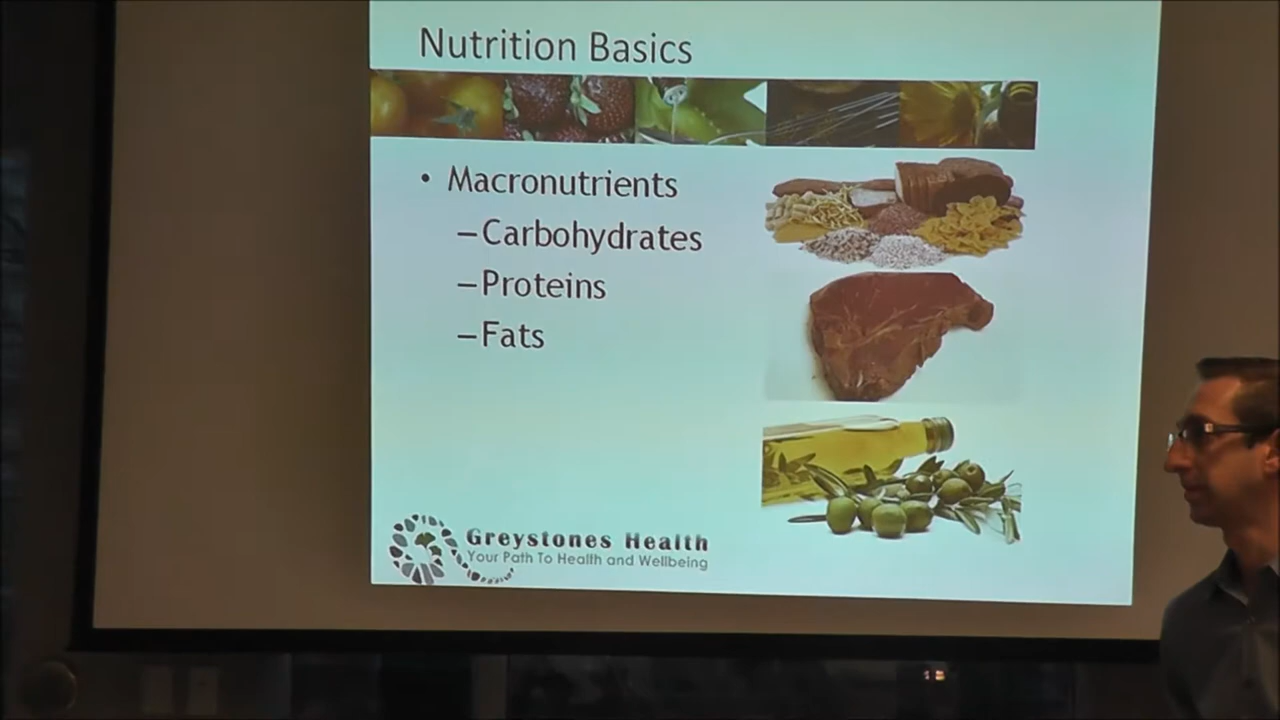 Nutrition Basics
• Macronutrients
–Carbohydrates
–Proteins
–Fats
Greystones Health
Your Path To Health and Wellbeing